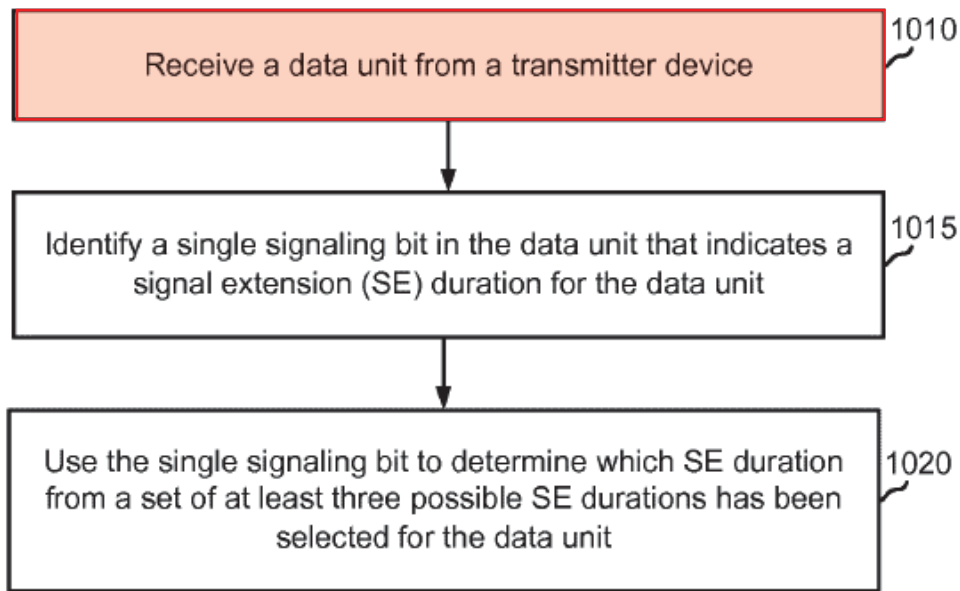 1010
Receive a data unit from a transmitter device
1015
Identify a single signaling bit in the data unit that indicates a
signal extension (SE) duration for the data unit
1020
Use the single signaling bit to determine which SE duration
from a set of at least three possible SE durations has been
selected for the data unit